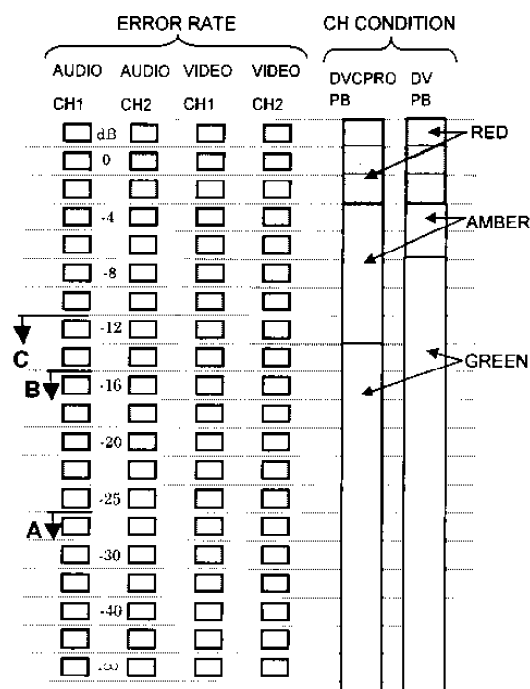 ERROR RATE CH CONDITION
AUDIO AUDIO VIDEO VIDEO DVCPRO DV
CH1 CH2 CH1 CH2 PB PB
dB
RED
0
-4
AMBER
-8
-12
C
GREEN
B
-16
-20
-25
A
-30
-40